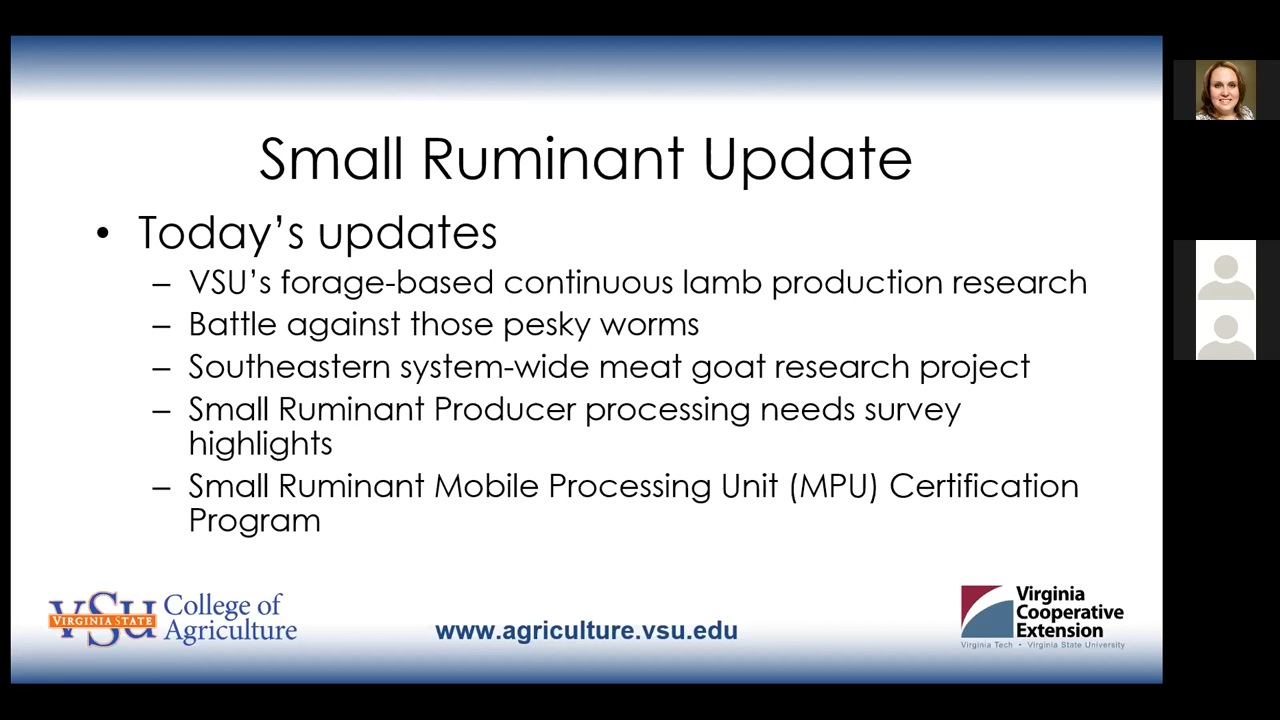 Small Ruminant Update
• Today's updates
– VSU's forage-based continuous lamb production research
– Battle against those pesky worms
– Southeastern system-wide meat goat research project
– Small Ruminant Producer processing needs survey
highlights
– Small Ruminant Mobile Processing Unit (MPU) Certification
Program
VSU
VIRGINIA STATE
College of
Agriculture
www.agriculture.vsu.edu
Virginia
Cooperative
Extension
Virginia Tech • Virginia State University